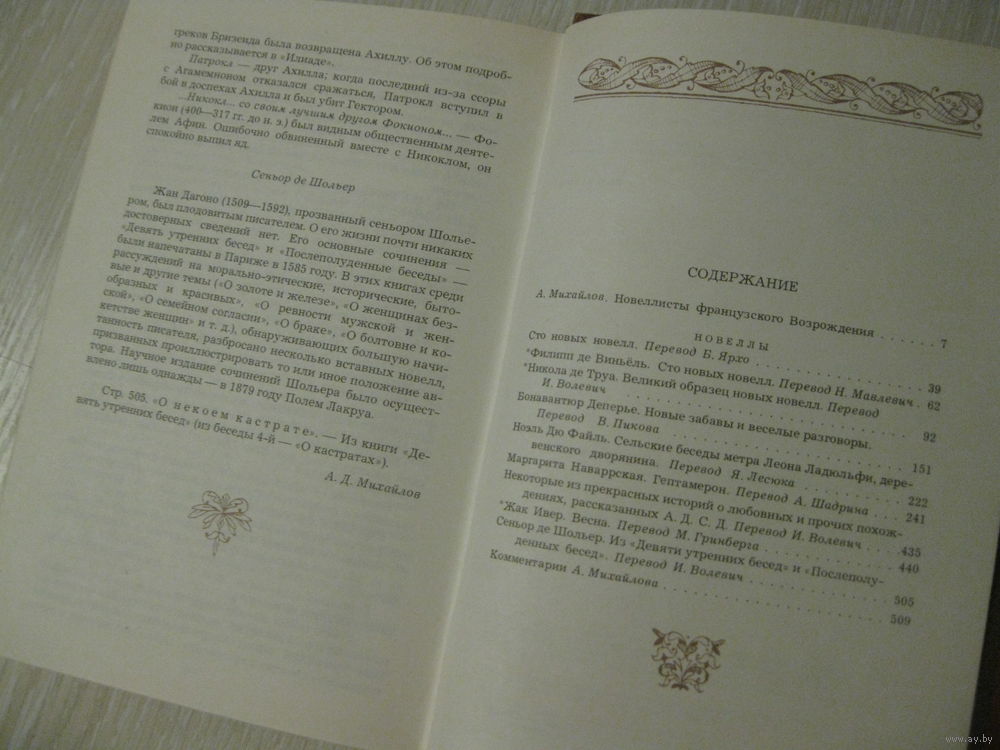 греков Бризеида была возвращена Ахиллу. Об этом подроб-
но рассказывается в «Илиаде».
Патрокл — друг Ахилла; когда последний из-за ссоры
с Агамемноном отказался сражаться, Патрокл вступил в
бой в доспехах Ахилла и был убит Гектором.
...Никокл... со своим лучшим другом Фокионом... — Фо-
кион (400—317 гг. до н. э.) был видным общественным деяте-
лем Афин. Ошибочно обвиненный вместе с Никоклом, он
спокойно выпил яд.
Сеньор де Шольер
Жан Дагоно (1509—1592), прозванный сеньором Шолье-
ром, был плодовитым писателем. О его жизни почти никаких
достоверных сведений нет. Его основные сочинения —
«Девять утренних бесед» и «Послеполуденные беседы» —
были напечатаны в Париже в 1585 году. В этих книгах среди
рассуждений на морально-этические, исторические, быто-
вые и другие темы («О золоте и железе», «О женщинах без-
образных и красивых», «О ревности мужской и жен-
ской», «О семейном согласии», «О браке», «О болтовне и ко-
кетстве женщин» и т. д.), обнаруживающих большую начи-
танность писателя, разбросано несколько вставных новелл,
призванных проиллюстрировать то или иное положение ав-
тора. Научное издание сочинений Шольера было осущест-
влено лишь однажды — в 1879 году Полем Лакруа.
Стр. 505. «О некоем кастрате». — Из книги «Де-
вять утренних бесед» (из беседы 4-й — «О кастратах»).
А. Д. Михайлов
СОДЕРЖАНИЕ
А. Михайлов. Новеллисты французского Возрождения . . . . . . 7
НОВЕЛЛЫ
Сто новых новелл. Перевод Б. Ярхо . . . . . . . . . . . . 39
*Филипп де Виньёль. Сто новых новелл. Перевод Н. Мавлевич . 62
*Никола де Труа. Великий образец новых новелл. Перевод
И. Волевич . . . . . . . . . . . . . . . . . . 92
Бонавантюр Деперье. Новые забавы и веселые разговоры.
Перевод В. Пикова . . . . . . . . . . . . . . . 151
Ноэль Дю Файль. Сельские беседы метра Леона Ладюльфи, дере-
венского дворянина. Перевод Я. Лесюка . . . . . . . . 222
Маргарита Наваррская. Гептамерон. Перевод А. Шадрина . . . . 241
Некоторые из прекрасных историй о любовных и прочих похож-
дениях, рассказанных А. Д. С. Д. Перевод И. Волевич . . . 435
*Жак Ивер. Весна. Перевод М. Гринберга . . . . . . . . . . 440
Сеньор де Шольер. Из «Девяти утренних бесед» и «Послеполу-
денных бесед». Перевод И. Волевич . . . . . . . . . . 505
Комментарии А. Михайлова . . . . . . . . . . . . . . . 509
www.ay.by